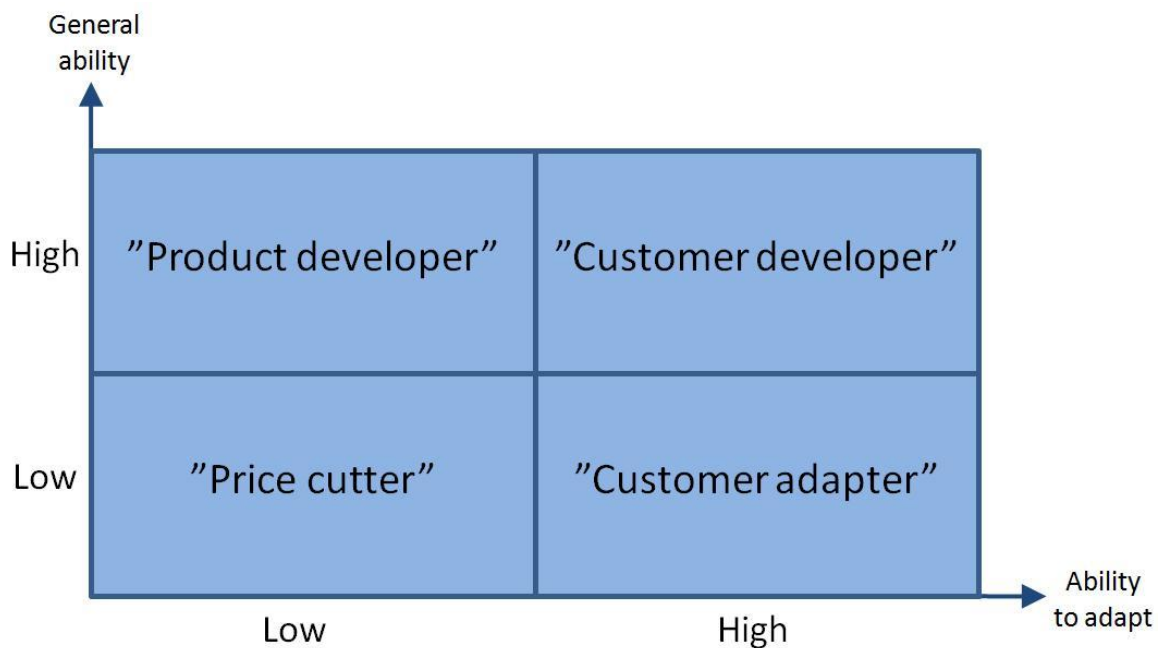 General
ability
High
”Product developer”
”Customer developer”
Low
”Price cutter”
”Customer adapter”
Ability
to adapt
Low
High